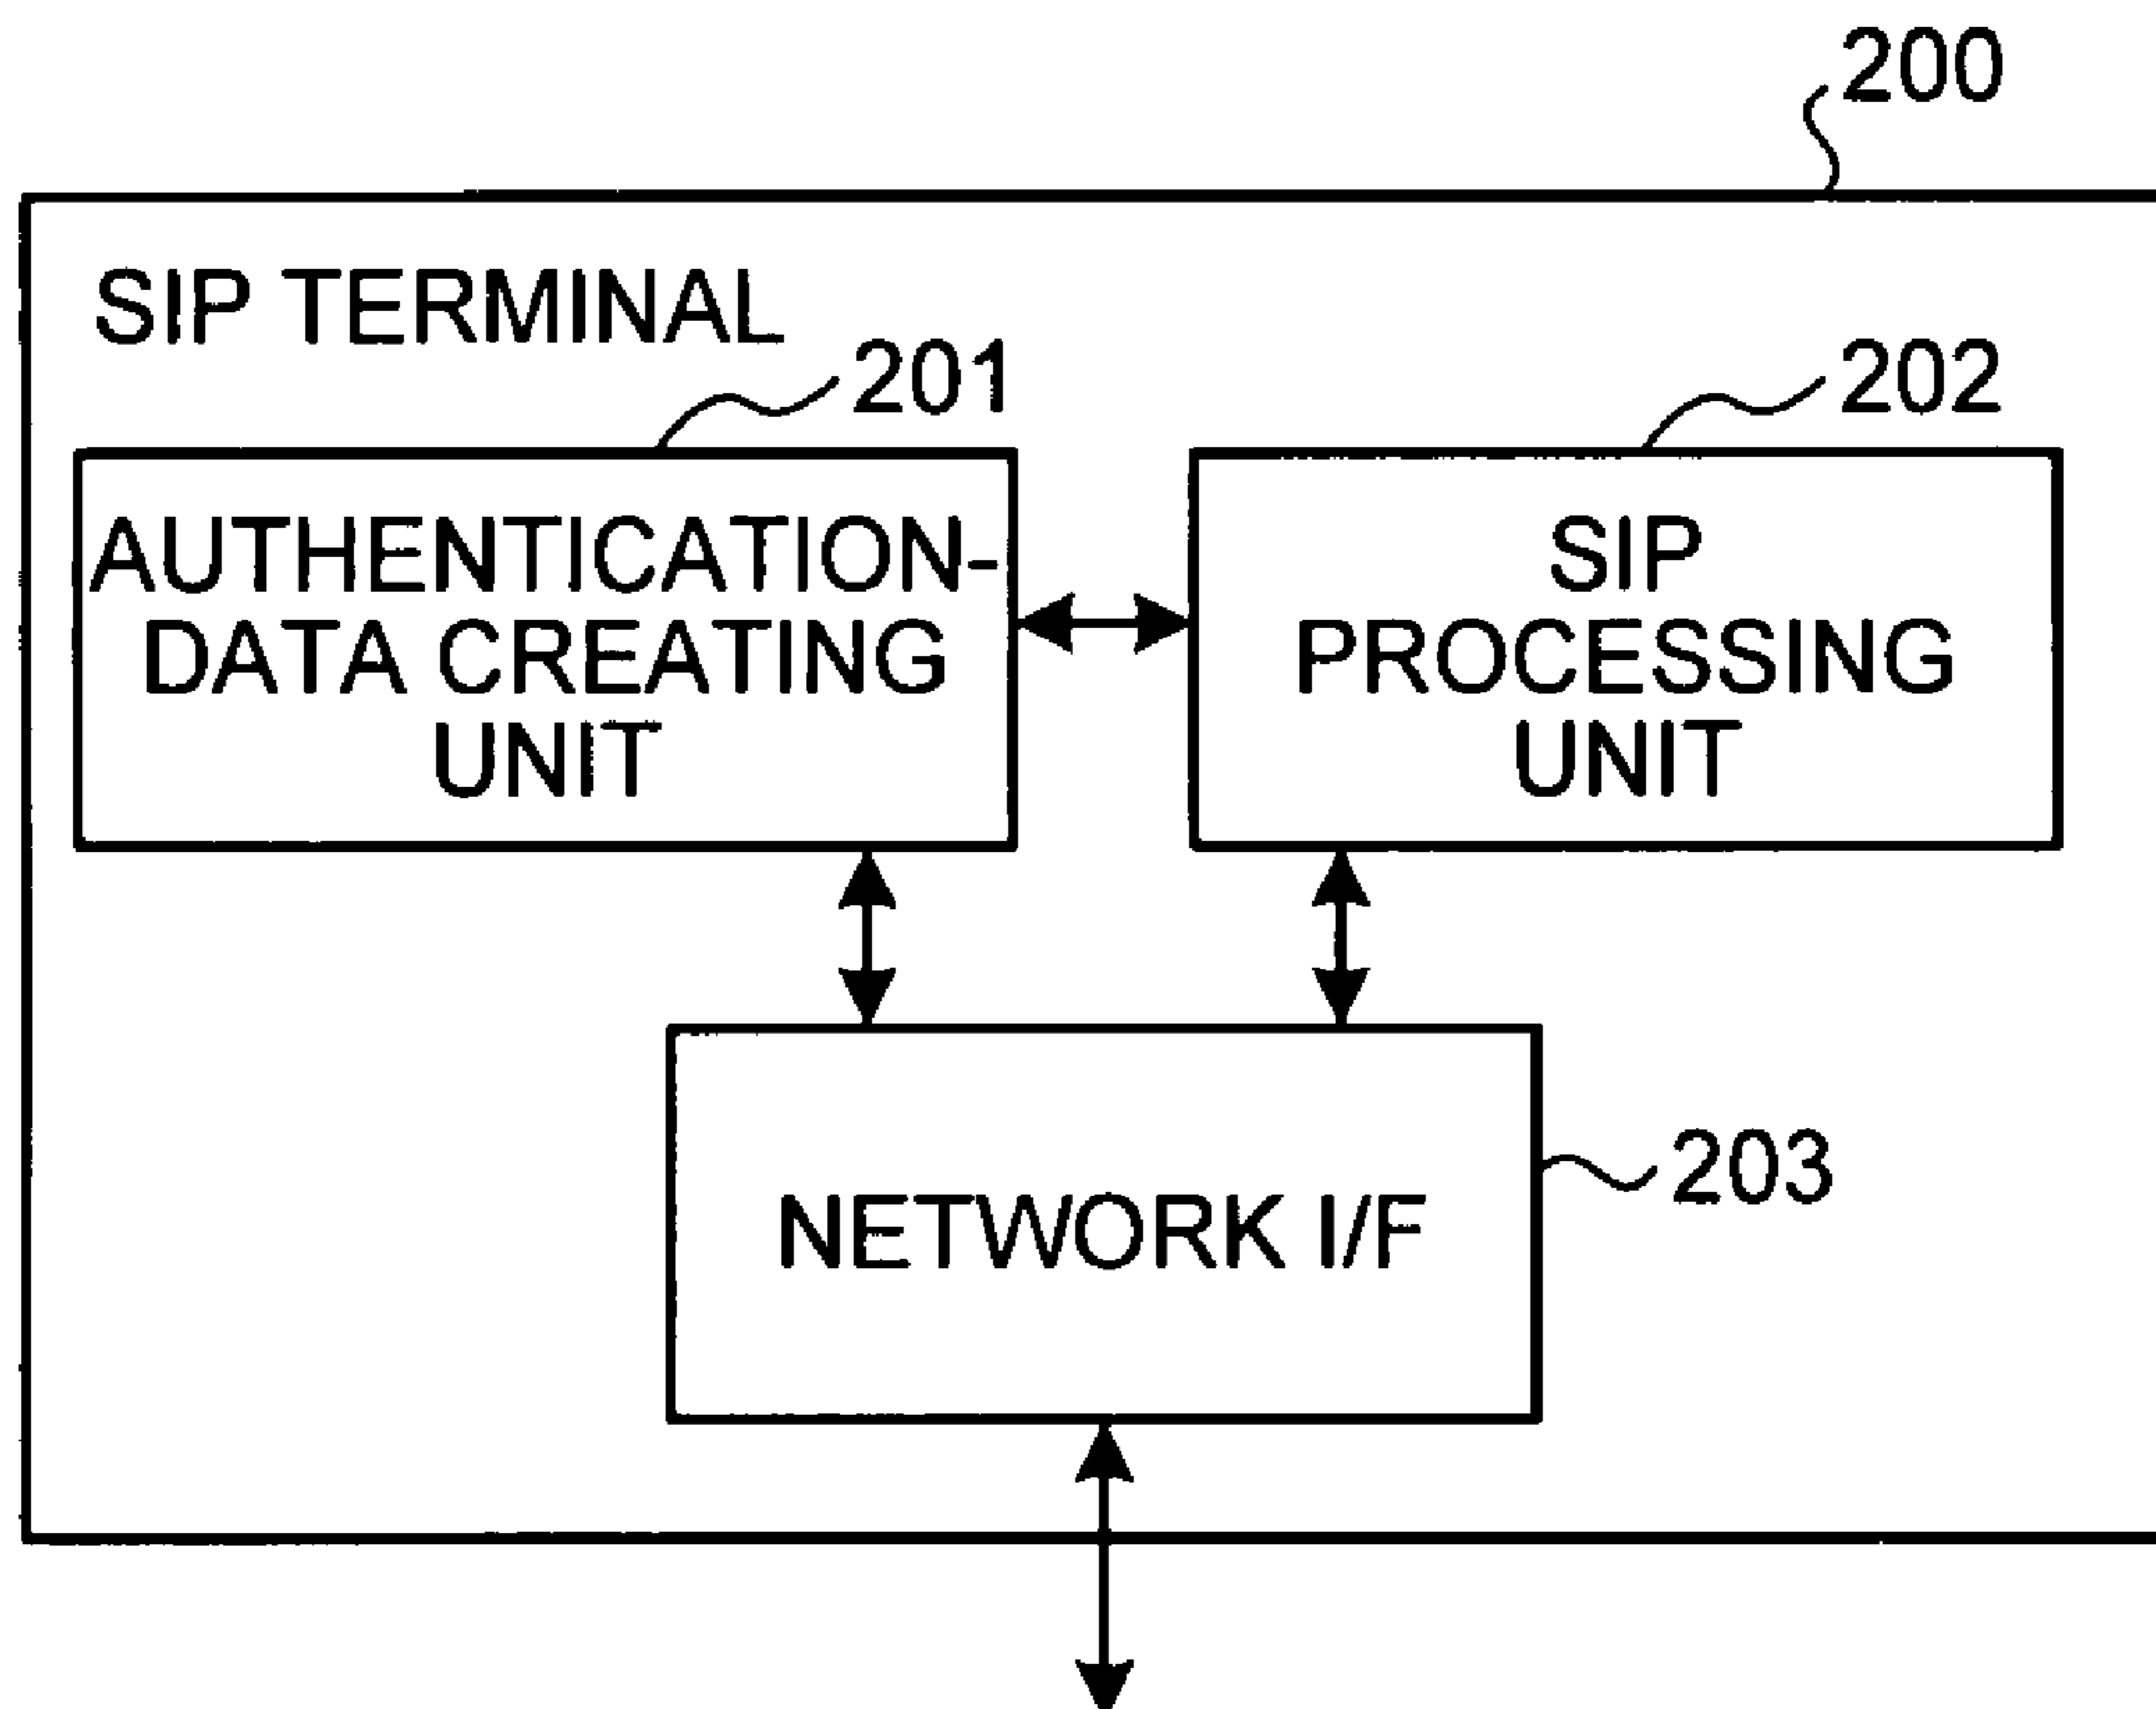 200
SIP TERMINAL
201
202
AUTHENTICATION-
DATA CREATING
UNIT
SIP
PROCESSING
UNIT
203
NETWORK I/F